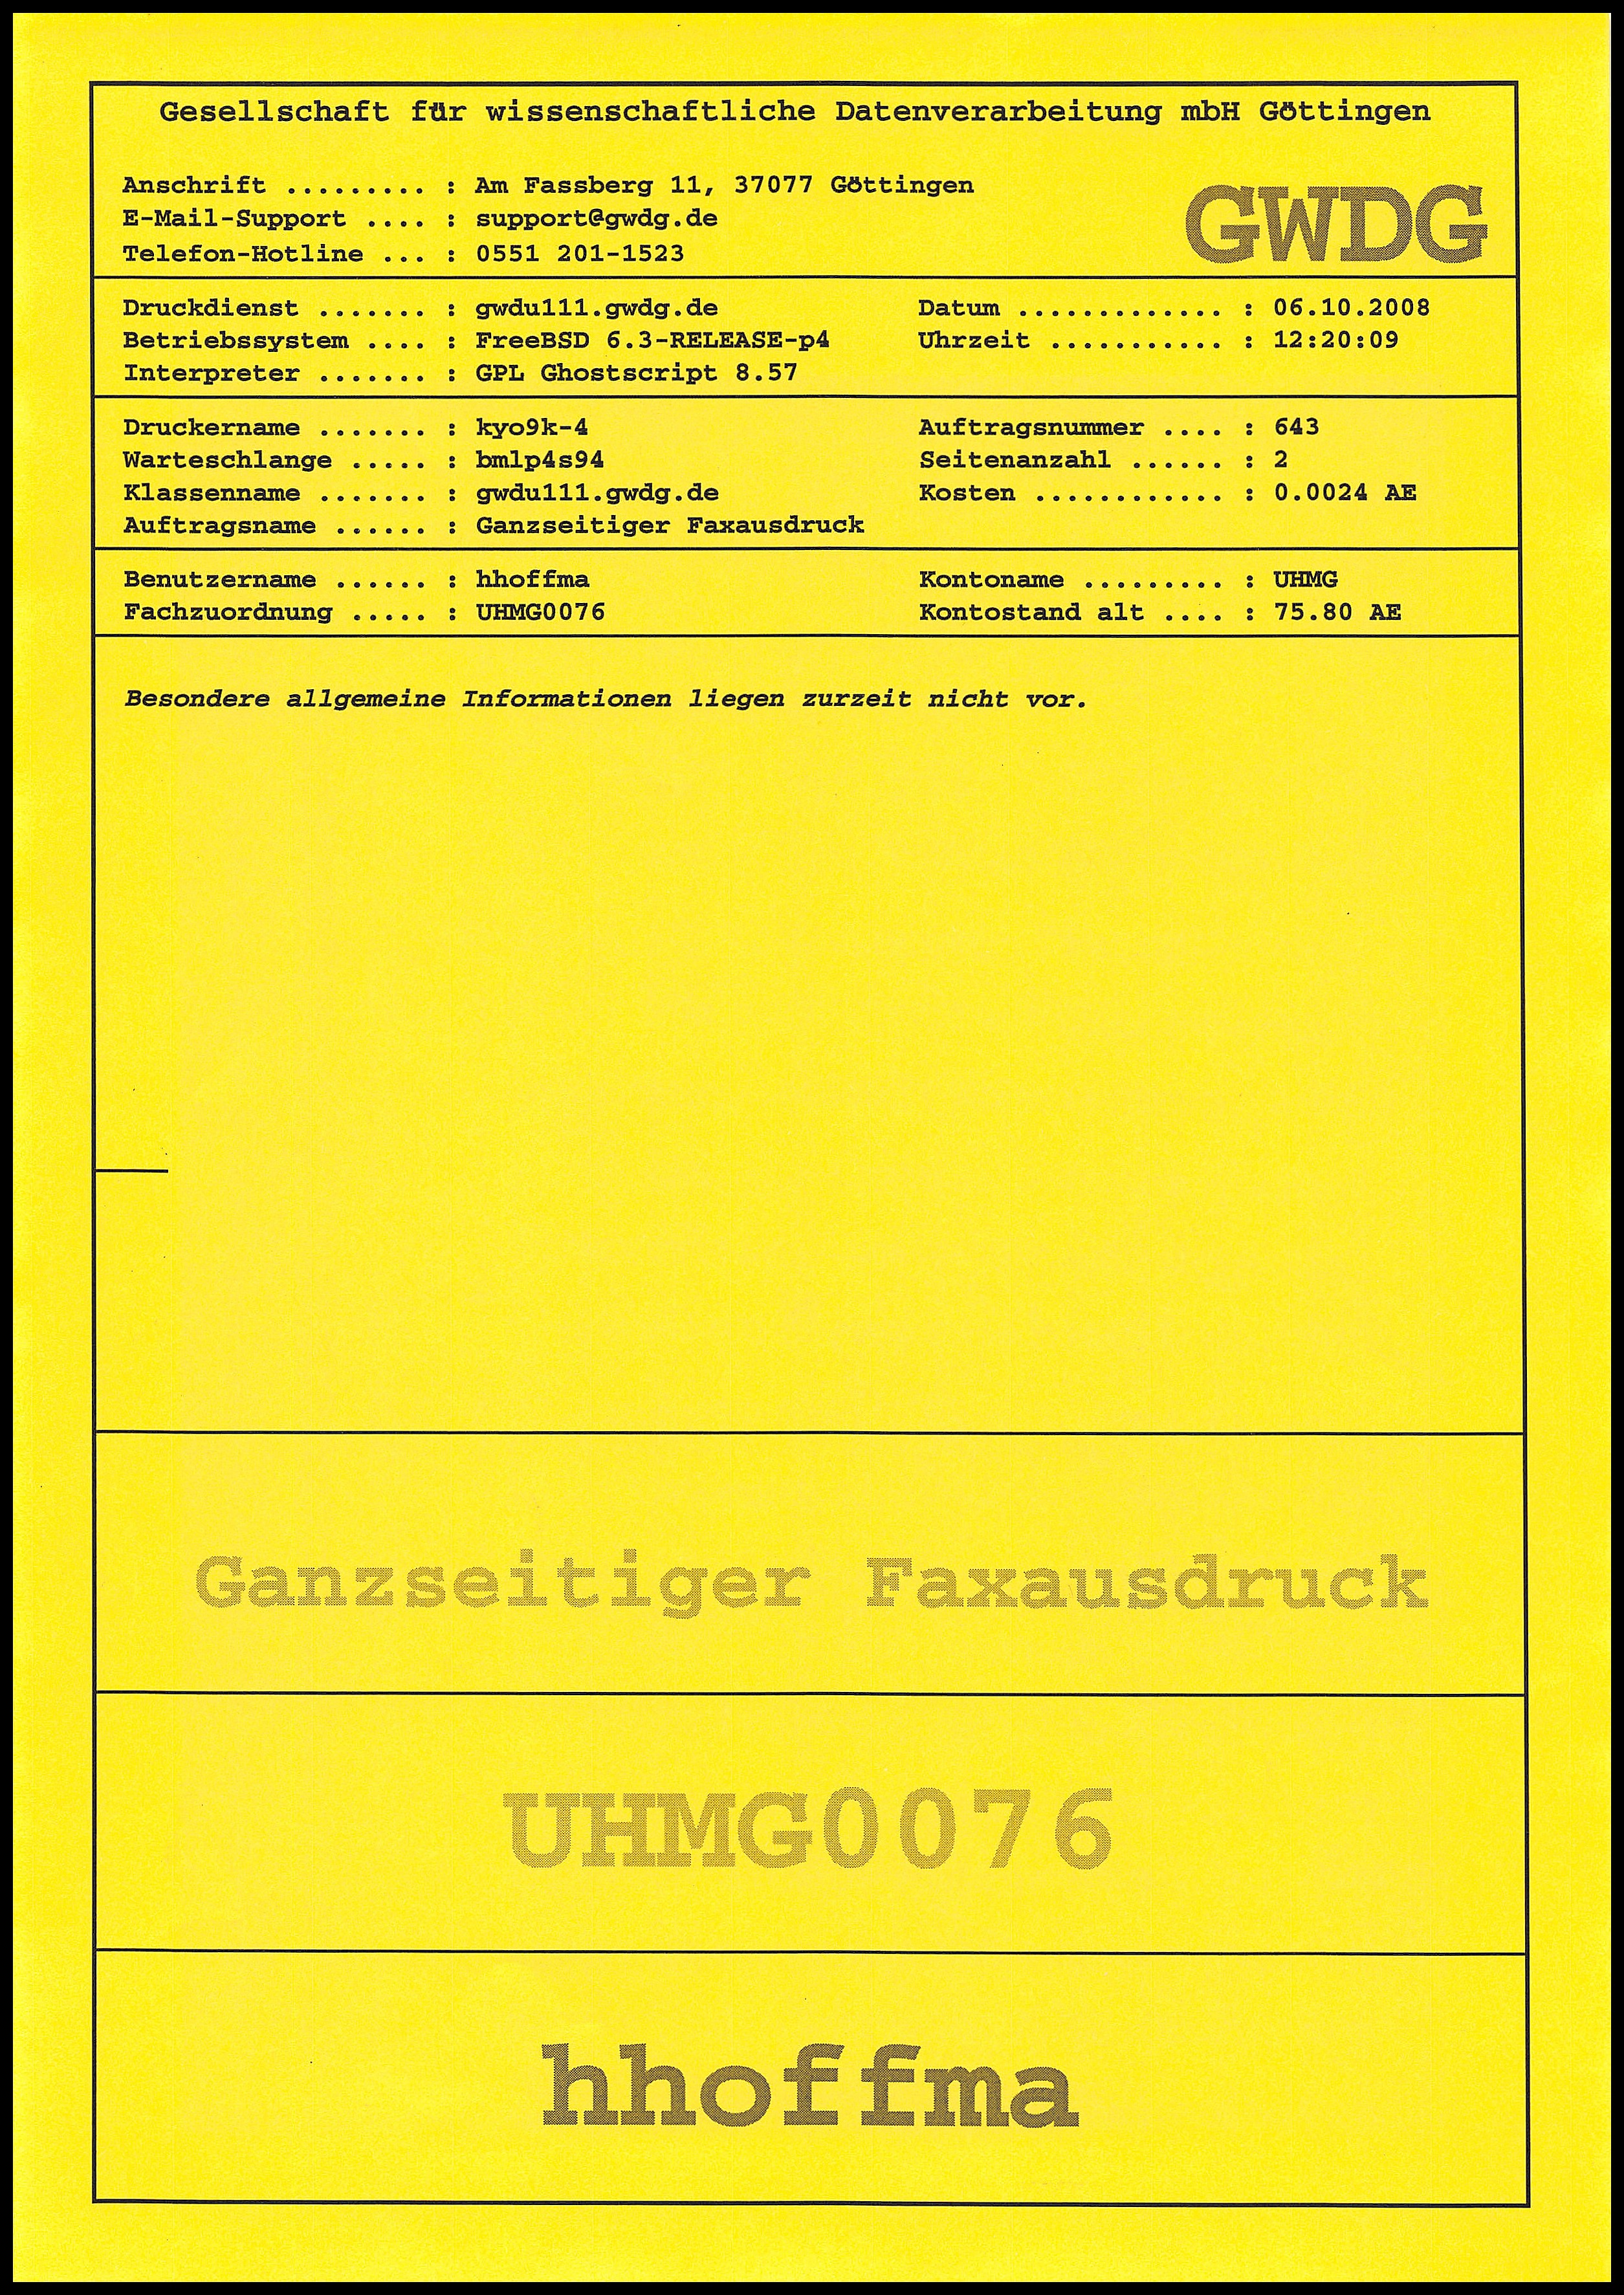 Gesellschaft für wissenschaftliche Datenverarbeitung mbH Göttingen
Anschrift ......... : Am Fassberg 11, 37077 Göttingen
E-Mail-Support .... : support@gwdg.de
Telefon-Hotline ... : 0551 201-1523
GWDG
Druckdienst ....... : gwdu111.gwdg.de Datum ............. : 06.10.2008
Betriebssystem .... : FreeBSD 6.3-RELEASE-p4 Uhrzeit ........... : 12:20:09
Interpreter ....... : GPL Ghostscript 8.57
Druckername ....... : kyo9k-4 Auftragsnummer .... : 643
Warteschlange ..... : bmlp4s94 Seitenanzahl ...... : 2
Klassenname ....... : gwdu111.gwdg.de Kosten ............ : 0.0024 AE
Auftragsname ...... : Ganzseitiger Faxausdruck
Benutzername ...... : hhoffma Kontoname ......... : UHMG
Fachzuordnung ..... : UHMG0076 Kontostand alt .... : 75.80 AE
Besondere allgemeine Informationen liegen zurzeit nicht vor.
Ganzseitiger Faxausdruck
UHMG0076
hhoffma